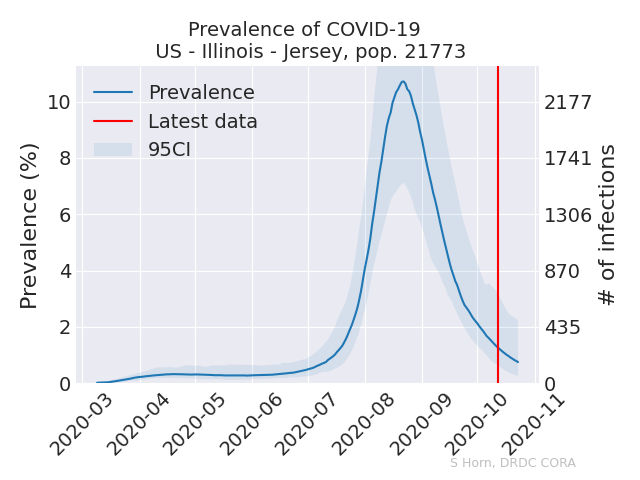 Prevalence of COVID-19
US - Illinois - Jersey, pop. 21773
Prevalence
Latest data
95CI
Prevalence (%)
10
8
6
4
2
0
2177
1741
1306
870
435
0
# of infections
2020-03
2020-04
2020-05
2020-06
2020-07
2020-08
2020-09
2020-10
2020-11
S Horn, DRDC CORA